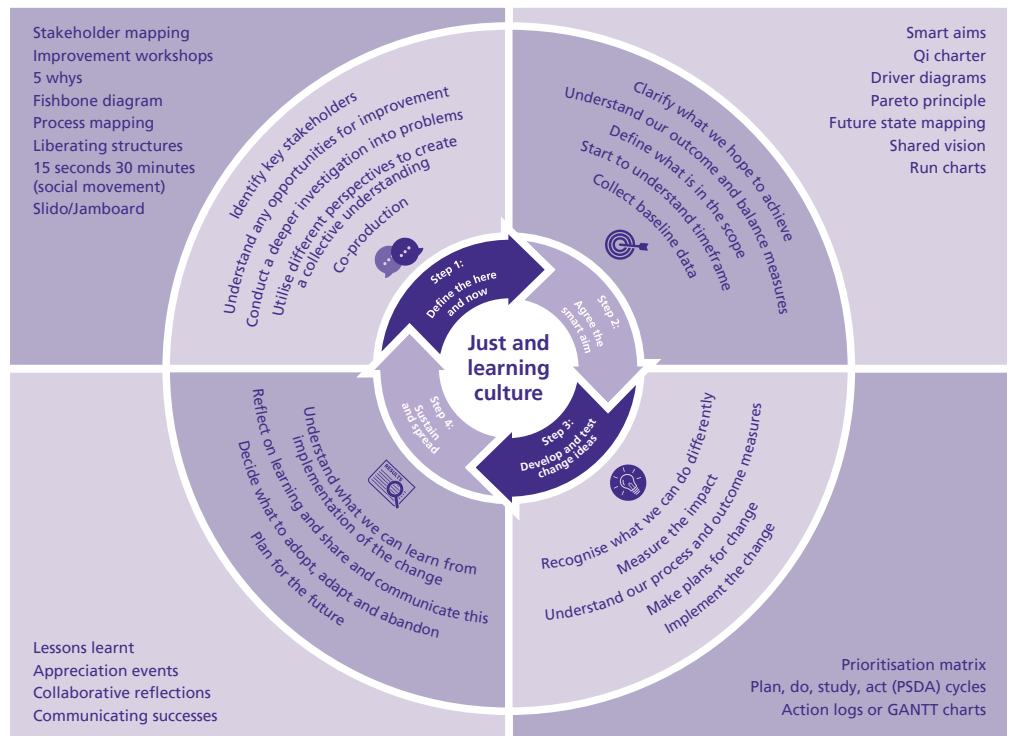 Stakeholder mapping
Improvement workshops
5 whys
Fishbone diagram
Process mapping
Liberating structures
15 seconds 30 minutes
(social movement)
Slido/Jamboard
Smart aims
Qi charter
Driver diagrams
Pareto principle
Future state mapping
Shared vision
Run charts
Identify key stakeholders
Understand any opportunities for improvement
Conduct a deeper investigation into problems
Utilise different perspectives to create
a collective understanding
Co-production
Clarify what we hope to achieve
Understand our outcome and balance measures
Define what is in the scope
Start to understand timeframe
Collect baseline data
Step 1:
Define the here
and now
Step 2:
Agree the
smart aim
Just and
learning
culture
Step 3:
Develop and test
change ideas
Step 4:
Sustain
and spread
RESULTS
Understand what we can learn from
implementation of the change
Reflect on learning and share and communicate this
Decide what to adopt, adapt and abandon
Plan for the future
Recognise what we can do differently
Measure the impact
Understand our process and outcome measures
Make plans for change
Implement the change
Lessons learnt
Appreciation events
Collaborative reflections
Communicating successes
Prioritisation matrix
Plan, do, study, act (PSDA) cycles
Action logs or GANTT charts